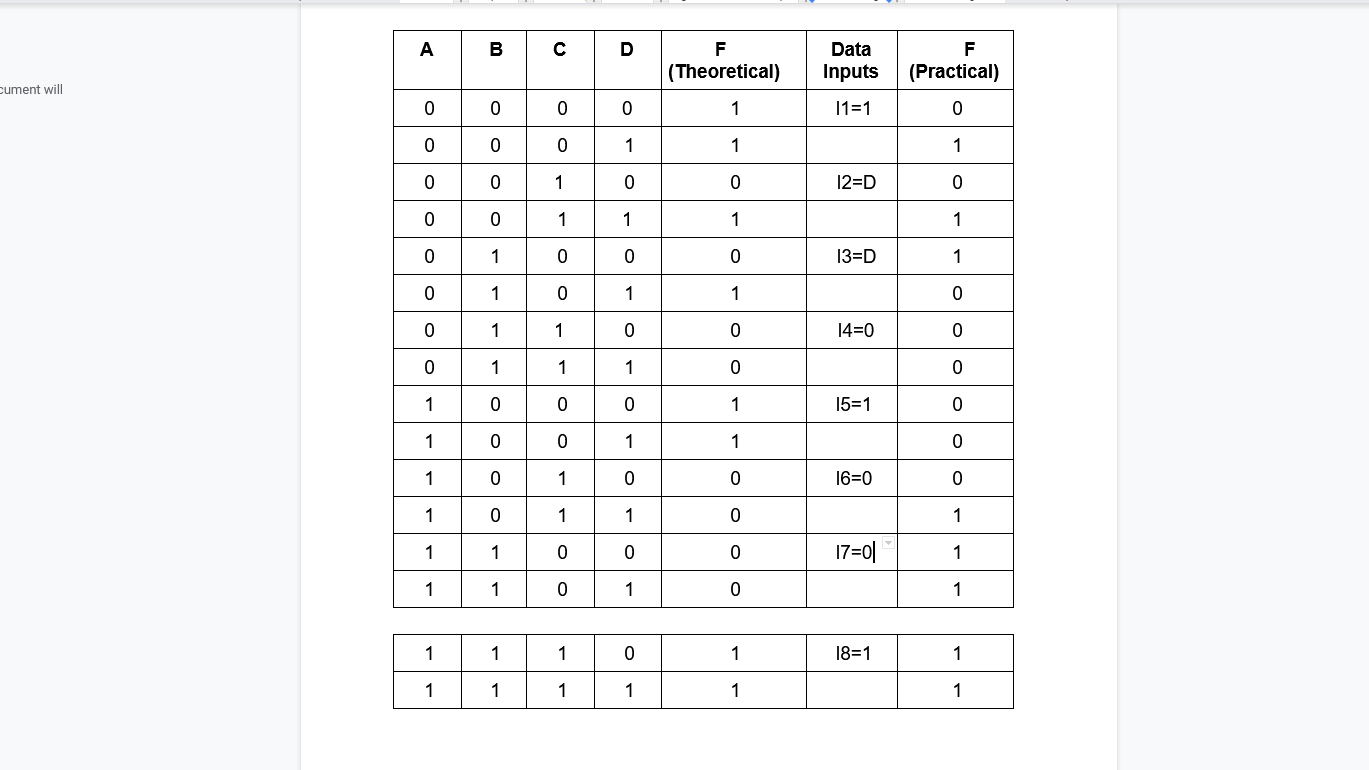 cument will
A B C D F (Theoretical) Data Inputs F (Practical)
0 0 0 0 1 I1=1 0
0 0 0 1 1 1
0 0 1 0 0 I2=D 0
0 0 1 1 1 1
0 1 0 0 0 I3=D 1
0 1 0 1 1 0
0 1 1 0 0 I4=0 0
0 1 1 1 0 0
1 0 0 0 1 I5=1 0
1 0 0 1 1 0
1 0 1 0 0 I6=0 0
1 0 1 1 0 1
1 1 0 0 0 I7=0 1
1 1 0 1 0 1
1 1 1 0 1 I8=1 1
1 1 1 1 1 1